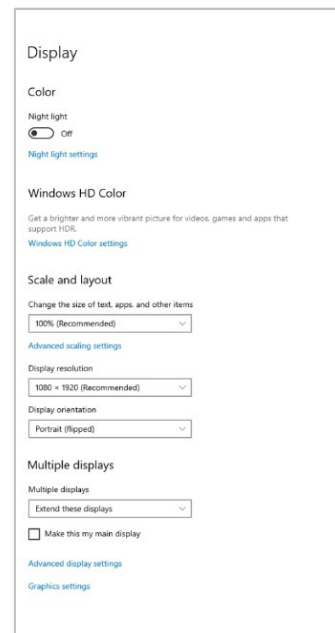 Display
Color
Night light
Off
Night light settings
Windows HD Color
Get a brighter and more vibrant picture for videos, games and apps that
support HDR.
Windows HD Color settings
Scale and layout
Change the size of text, apps, and other items
100% (Recommended)
Advanced scaling settings
Display resolution
1080 × 1920 (Recommended)
Display orientation
Portrait (flipped)
Multiple displays
Multiple displays
Extend these displays
Make this my main display
Advanced display settings
Graphics settings